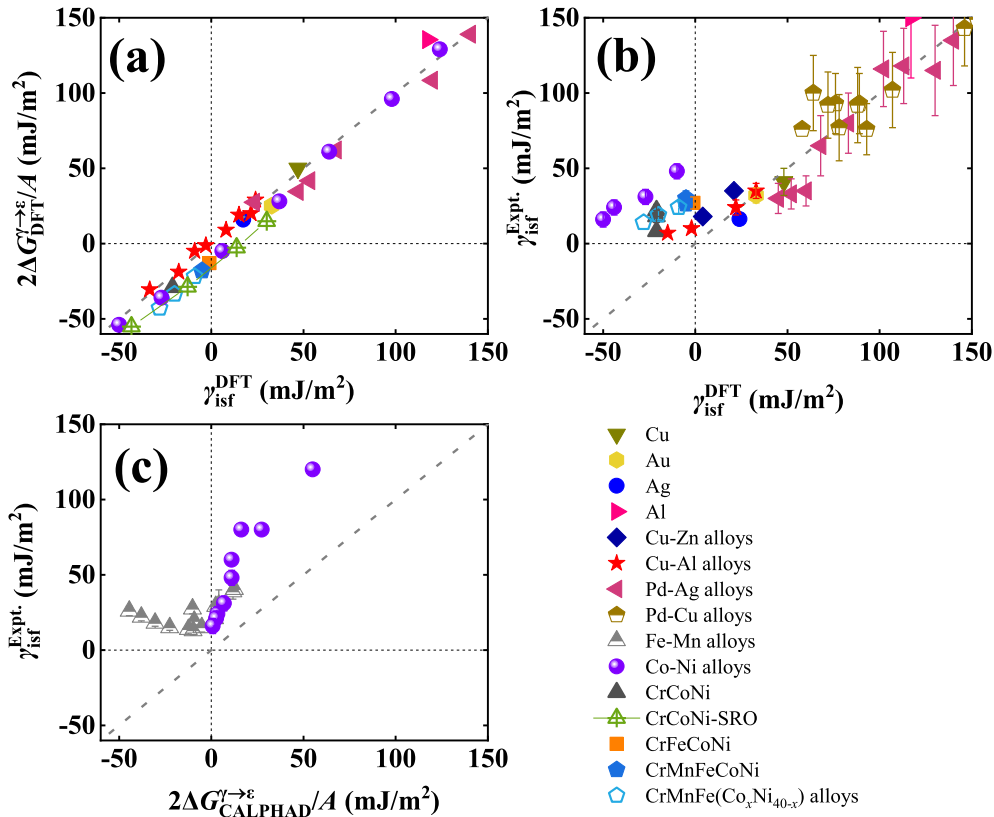 (a)
150
100
50
0
-50
2ΔG^{γ→ε}_{DFT}/A (mJ/m²)
-50 0 50 100 150
γ^{DFT}_{isf} (mJ/m²)
(b)
150
100
50
0
-50
γ^{Expt.}_{isf} (mJ/m²)
-50 0 50 100 150
γ^{DFT}_{isf} (mJ/m²)
(c)
150
100
50
0
-50
γ^{Expt.}_{isf} (mJ/m²)
-50 0 50 100 150
2ΔG^{γ→ε}_{CALPHAD}/A (mJ/m²)
Cu
Au
Ag
Al
Cu-Zn alloys
Cu-Al alloys
Pd-Ag alloys
Pd-Cu alloys
Fe-Mn alloys
Co-Ni alloys
CrCoNi
CrCoNi-SRO
CrFeCoNi
CrMnFeCoNi
CrMnFe(CoₓNi₄₀₋ₓ) alloys